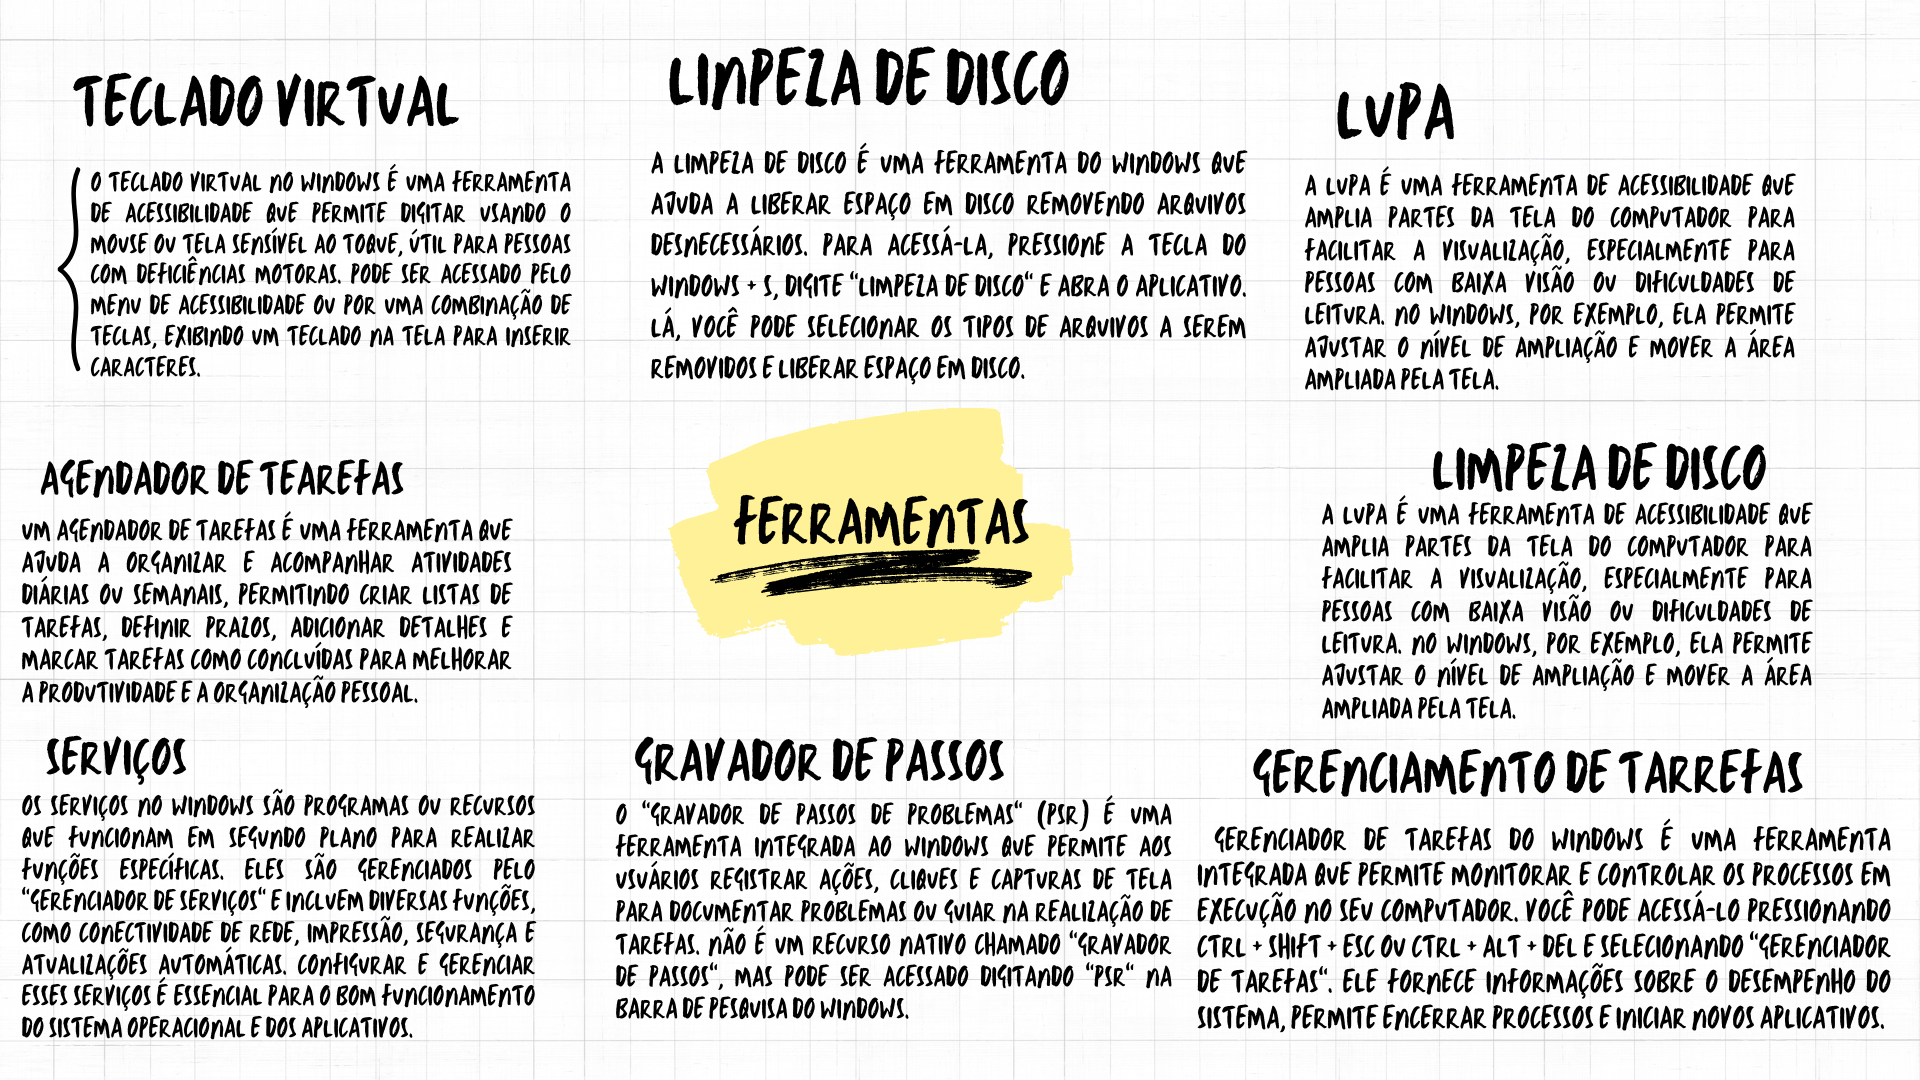 TECLADO VIRTUAL
O TECLADO VIRTUAL NO WINDOWS É UMA FERRAMENTA
DE ACESSIBILIDADE QUE PERMITE DIGITAR USANDO O
MOUSE OU TELA SENSÍVEL AO TOQUE, ÚTIL PARA PESSOAS
COM DEFICIÊNCIAS MOTORAS. PODE SER ACESSADO PELO
MENU DE ACESSIBILIDADE OU POR UMA COMBINAÇÃO DE
TECLAS, EXIBINDO UM TECLADO NA TELA PARA INSERIR
CARACTERES.
LINPEZA DE DISCO
A LIMPEZA DE DISCO É UMA FERRAMENTA DO WINDOWS QUE
AJUDA A LIBERAR ESPAÇO EM DISCO REMOVENDO ARQUIVOS
DESNECESSÁRIOS. PARA ACESSÁ-LA, PRESSIONE A TECLA DO
WINDOWS + S, DIGITE "LIMPEZA DE DISCO" E ABRA O APLICATIVO.
LÁ, VOCÊ PODE SELECIONAR OS TIPOS DE ARQUIVOS A SEREM
REMOVIDOS E LIBERAR ESPAÇO EM DISCO.
LUPA
A LUPA É UMA FERRAMENTA DE ACESSIBILIDADE QUE
AMPLIA PARTES DA TELA DO COMPUTADOR PARA
FACILITAR A VISUALIZAÇÃO, ESPECIALMENTE PARA
PESSOAS COM BAIXA VISÃO OU DIFICULDADES DE
LEITURA. NO WINDOWS, POR EXEMPLO, ELA PERMITE
AJUSTAR O NÍVEL DE AMPLIAÇÃO E MOVER A ÁREA
AMPLIADA PELA TELA.
AGENDADOR DE TEAREFAS
UM AGENDADOR DE TAREFAS É UMA FERRAMENTA QUE
AJUDA A ORGANIZAR E ACOMPANHAR ATIVIDADES
DIÁRIAS OU SEMANAIS, PERMITINDO CRIAR LISTAS DE
TAREFAS, DEFINIR PRAZOS, ADICIONAR DETALHES E
MARCAR TAREFAS COMO CONCLUÍDAS PARA MELHORAR
A PRODUTIVIDADE E A ORGANIZAÇÃO PESSOAL.
FERRAMENTAS
LIMPEZA DE DISCO
A LUPA É UMA FERRAMENTA DE ACESSIBILIDADE QUE
AMPLIA PARTES DA TELA DO COMPUTADOR PARA
FACILITAR A VISUALIZAÇÃO, ESPECIALMENTE PARA
PESSOAS COM BAIXA VISÃO OU DIFICULDADES DE
LEITURA. NO WINDOWS, POR EXEMPLO, ELA PERMITE
AJUSTAR O NÍVEL DE AMPLIAÇÃO E MOVER A ÁREA
AMPLIADA PELA TELA.
SERVIÇOS
OS SERVIÇOS NO WINDOWS SÃO PROGRAMAS OU RECURSOS
QUE FUNCIONAM EM SEGUNDO PLANO PARA REALIZAR
FUNÇÕES ESPECÍFICAS. ELES SÃO GERENCIADOS PELO
"GERENCIADOR DE SERVIÇOS" E INCLUEM DIVERSAS FUNÇÕES,
COMO CONECTIVIDADE DE REDE, IMPRESSÃO, SEGURANÇA E
ATUALIZAÇÕES AUTOMÁTICAS. CONFIGURAR E GERENCIAR
ESSES SERVIÇOS É ESSENCIAL PARA O BOM FUNCIONAMENTO
DO SISTEMA OPERACIONAL E DOS APLICATIVOS.
GRAVADOR DE PASSOS
O "GRAVADOR DE PASSOS DE PROBLEMAS" (PSR) É UMA
FERRAMENTA INTEGRADA AO WINDOWS QUE PERMITE AOS
USUÁRIOS REGISTRAR AÇÕES, CLIQUES E CAPTURAS DE TELA
PARA DOCUMENTAR PROBLEMAS OU GUIAR NA REALIZAÇÃO DE
TAREFAS. NÃO É UM RECURSO NATIVO CHAMADO "GRAVADOR
DE PASSOS", MAS PODE SER ACESSADO DIGITANDO "PSR" NA
BARRA DE PESQUISA DO WINDOWS.
GERENCIAMENTO DE TARREFAS
GERENCIADOR DE TAREFAS DO WINDOWS É UMA FERRAMENTA
INTEGRADA QUE PERMITE MONITORAR E CONTROLAR OS PROCESSOS EM
EXECUÇÃO NO SEU COMPUTADOR. VOCÊ PODE ACESSÁ-LO PRESSIONANDO
CTRL + SHIFT + ESC OU CTRL + ALT + DEL E SELECIONANDO "GERENCIADOR
DE TAREFAS". ELE FORNECE INFORMAÇÕES SOBRE O DESEMPENHO DO
SISTEMA, PERMITE ENCERRAR PROCESSOS E INICIAR NOVOS APLICATIVOS.